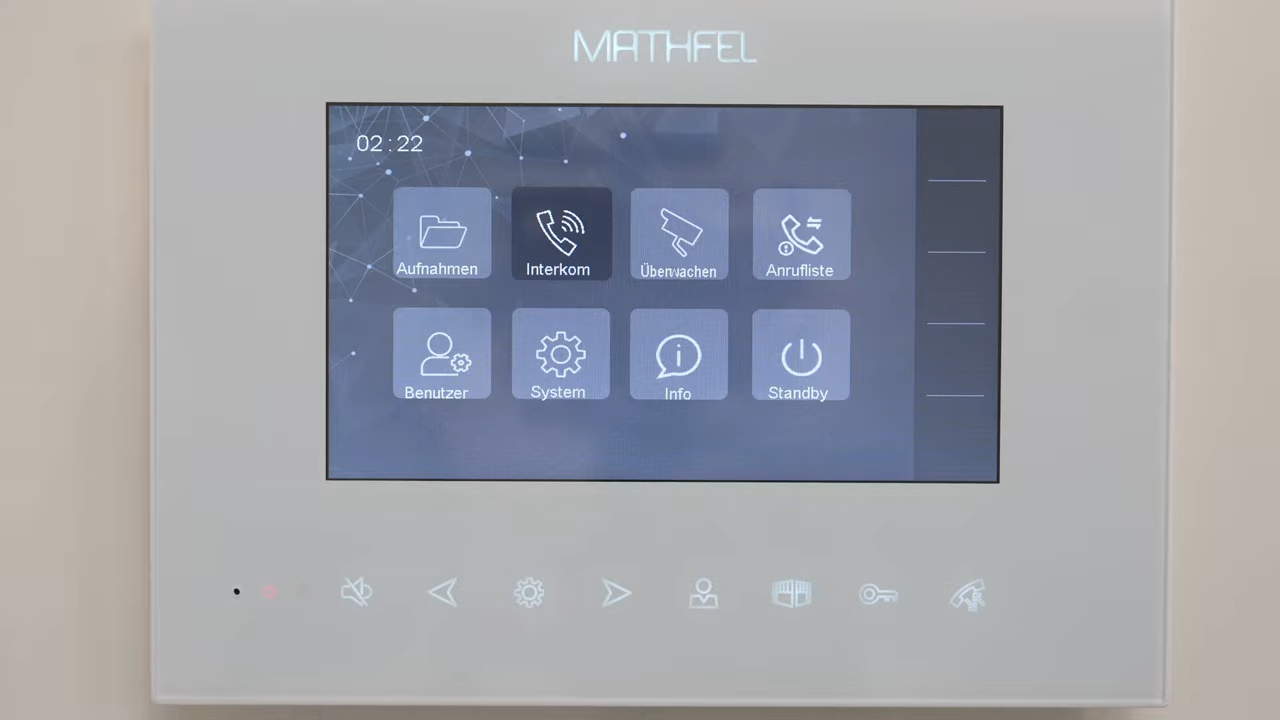 MATHFEL
02:22
Aufnahmen
Interkom
Überwachen
Anrufliste
Benutzer
System
Info
Standby